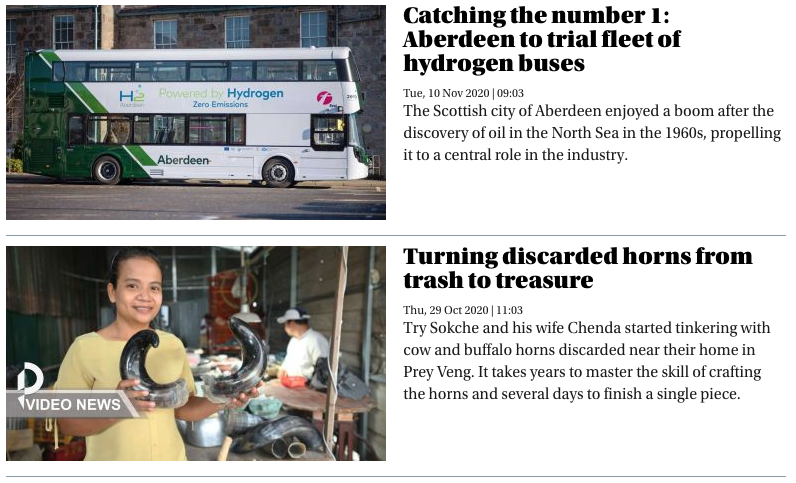 Catching the number 1:
Aberdeen to trial fleet of
hydrogen buses
Tue, 10 Nov 2020 | 09:03
The Scottish city of Aberdeen enjoyed a boom after the
discovery of oil in the North Sea in the 1960s, propelling
it to a central role in the industry.
H2
Aberdeen
Powered by Hydrogen
Zero Emissions
Aberdeen
Turning discarded horns from
trash to treasure
Thu, 29 Oct 2020 | 11:03
Try Sokche and his wife Chenda started tinkering with
cow and buffalo horns discarded near their home in
Prey Veng. It takes years to master the skill of crafting
the horns and several days to finish a single piece.
VIDEO NEWS